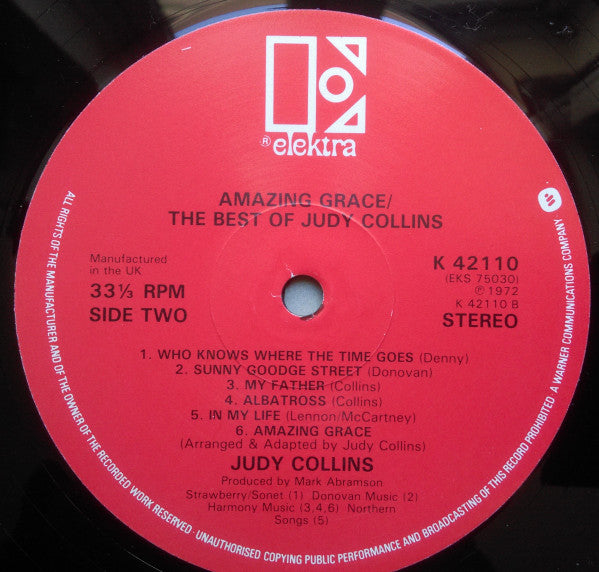 ® elektra
AMAZING GRACE/
THE BEST OF JUDY COLLINS
Manufactured
in the UK
33⅓ RPM
SIDE TWO
K 42110
(EKS 75030)
℗ 1972
K 42110 B
STEREO
1. WHO KNOWS WHERE THE TIME GOES (Denny)
2. SUNNY GOODGE STREET (Donovan)
3. MY FATHER (Collins)
4. ALBATROSS (Collins)
5. IN MY LIFE (Lennon/McCartney)
6. AMAZING GRACE
(Arranged & Adapted by Judy Collins)
JUDY COLLINS
Produced by Mark Abramson
Strawberry/Sonet (1) Donovan Music (2)
Harmony Music (3,4,6) Northern
Songs (5)
ALL RIGHTS OF THE MANUFACTURER AND OF THE OWNER OF THE RECORDED WORK RESERVED · UNAUTHORISED COPYING PUBLIC PERFORMANCE AND BROADCASTING OF THIS RECORD PROHIBITED A WARNER COMMUNICATIONS COMPANY